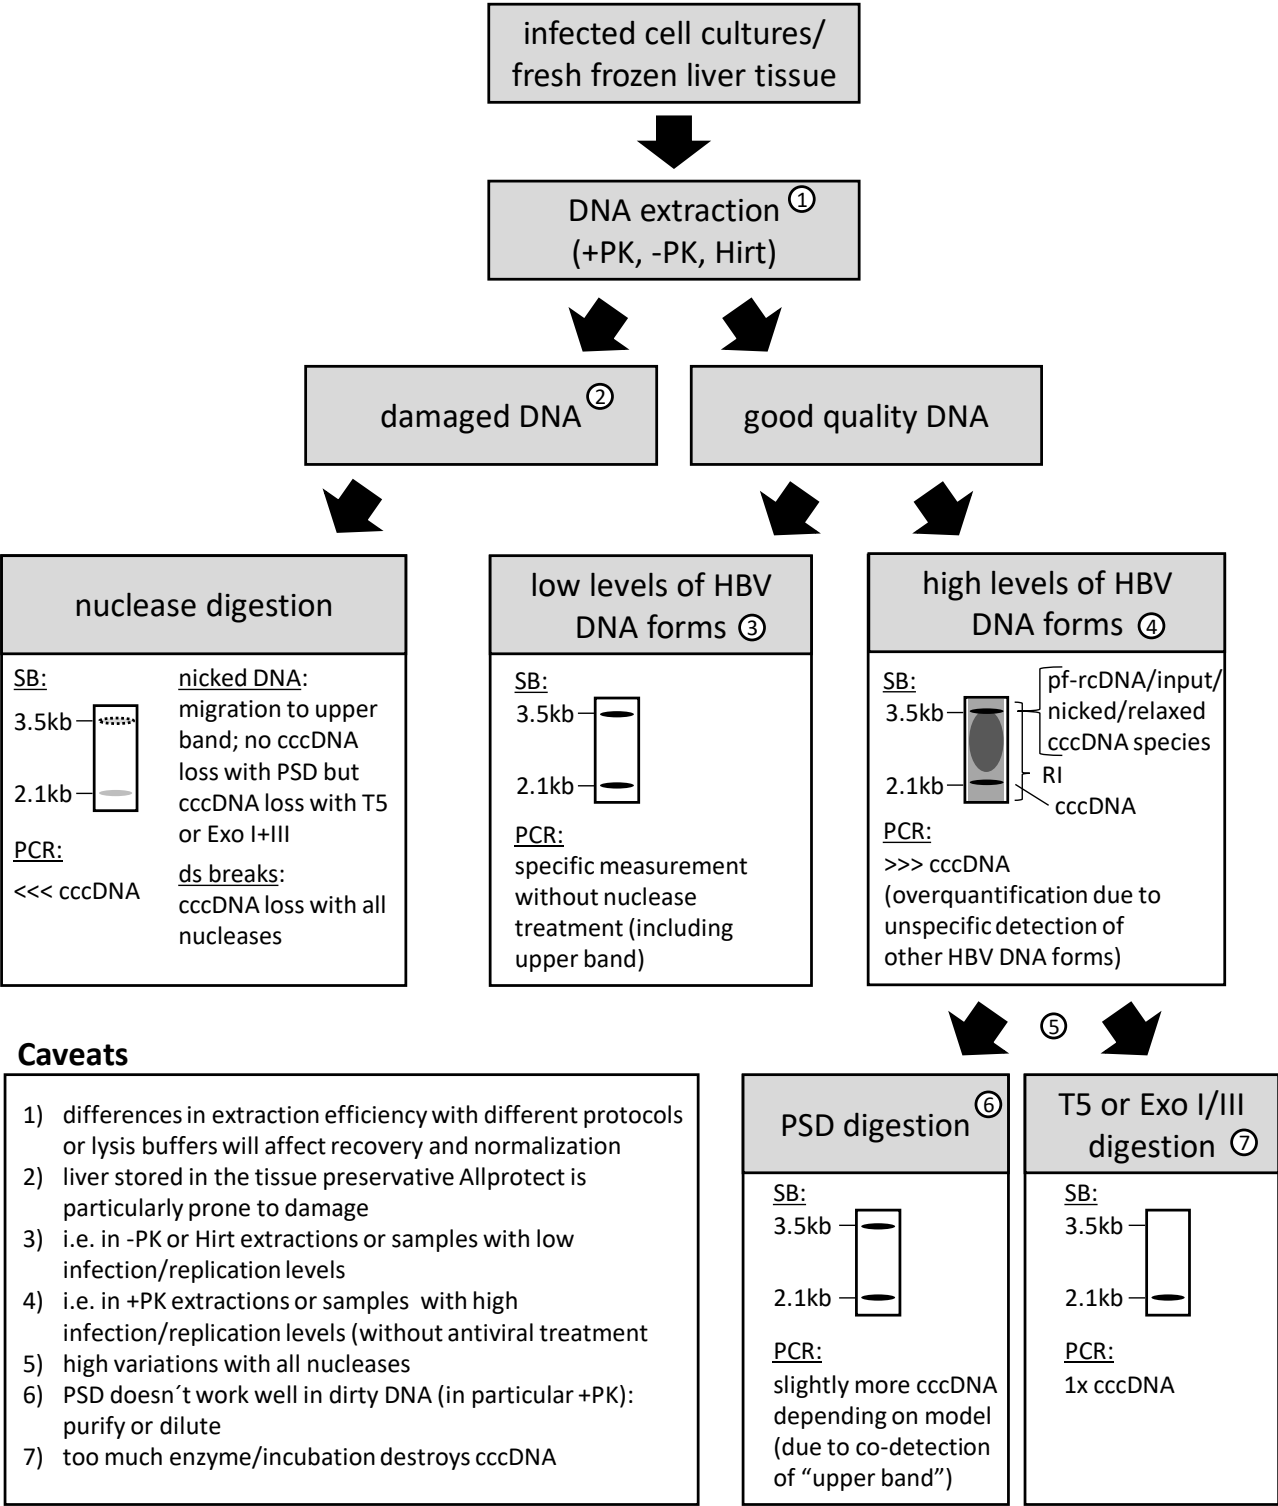 infected cell cultures/
fresh frozen liver tissue
DNA extraction ①
(+PK, -PK, Hirt)
damaged DNA ②
good quality DNA
nuclease digestion
SB:
3.5kb
2.1kb
PCR:
<<< cccDNA
nicked DNA:
migration to upper
band; no cccDNA
loss with PSD but
cccDNA loss with T5
or Exo I+III
ds breaks:
cccDNA loss with all
nucleases
low levels of HBV
DNA forms ③
SB:
3.5kb
2.1kb
PCR:
specific measurement
without nuclease
treatment (including
upper band)
high levels of HBV
DNA forms ④
SB:
3.5kb
2.1kb
pf-rcDNA/input/
nicked/relaxed
cccDNA species
RI
cccDNA
PCR:
>>> cccDNA
(overquantification due to
unspecific detection of
other HBV DNA forms)
⑤
PSD digestion ⑥
SB:
3.5kb
2.1kb
PCR:
slightly more cccDNA
depending on model
(due to co-detection
of “upper band”)
T5 or Exo I/III
digestion ⑦
SB:
3.5kb
2.1kb
PCR:
1x cccDNA
Caveats
1) differences in extraction efficiency with different protocols
or lysis buffers will affect recovery and normalization
2) liver stored in the tissue preservative Allprotect is
particularly prone to damage
3) i.e. in -PK or Hirt extractions or samples with low
infection/replication levels
4) i.e. in +PK extractions or samples with high
infection/replication levels (without antiviral treatment
5) high variations with all nucleases
6) PSD doesn´t work well in dirty DNA (in particular +PK):
purify or dilute
7) too much enzyme/incubation destroys cccDNA